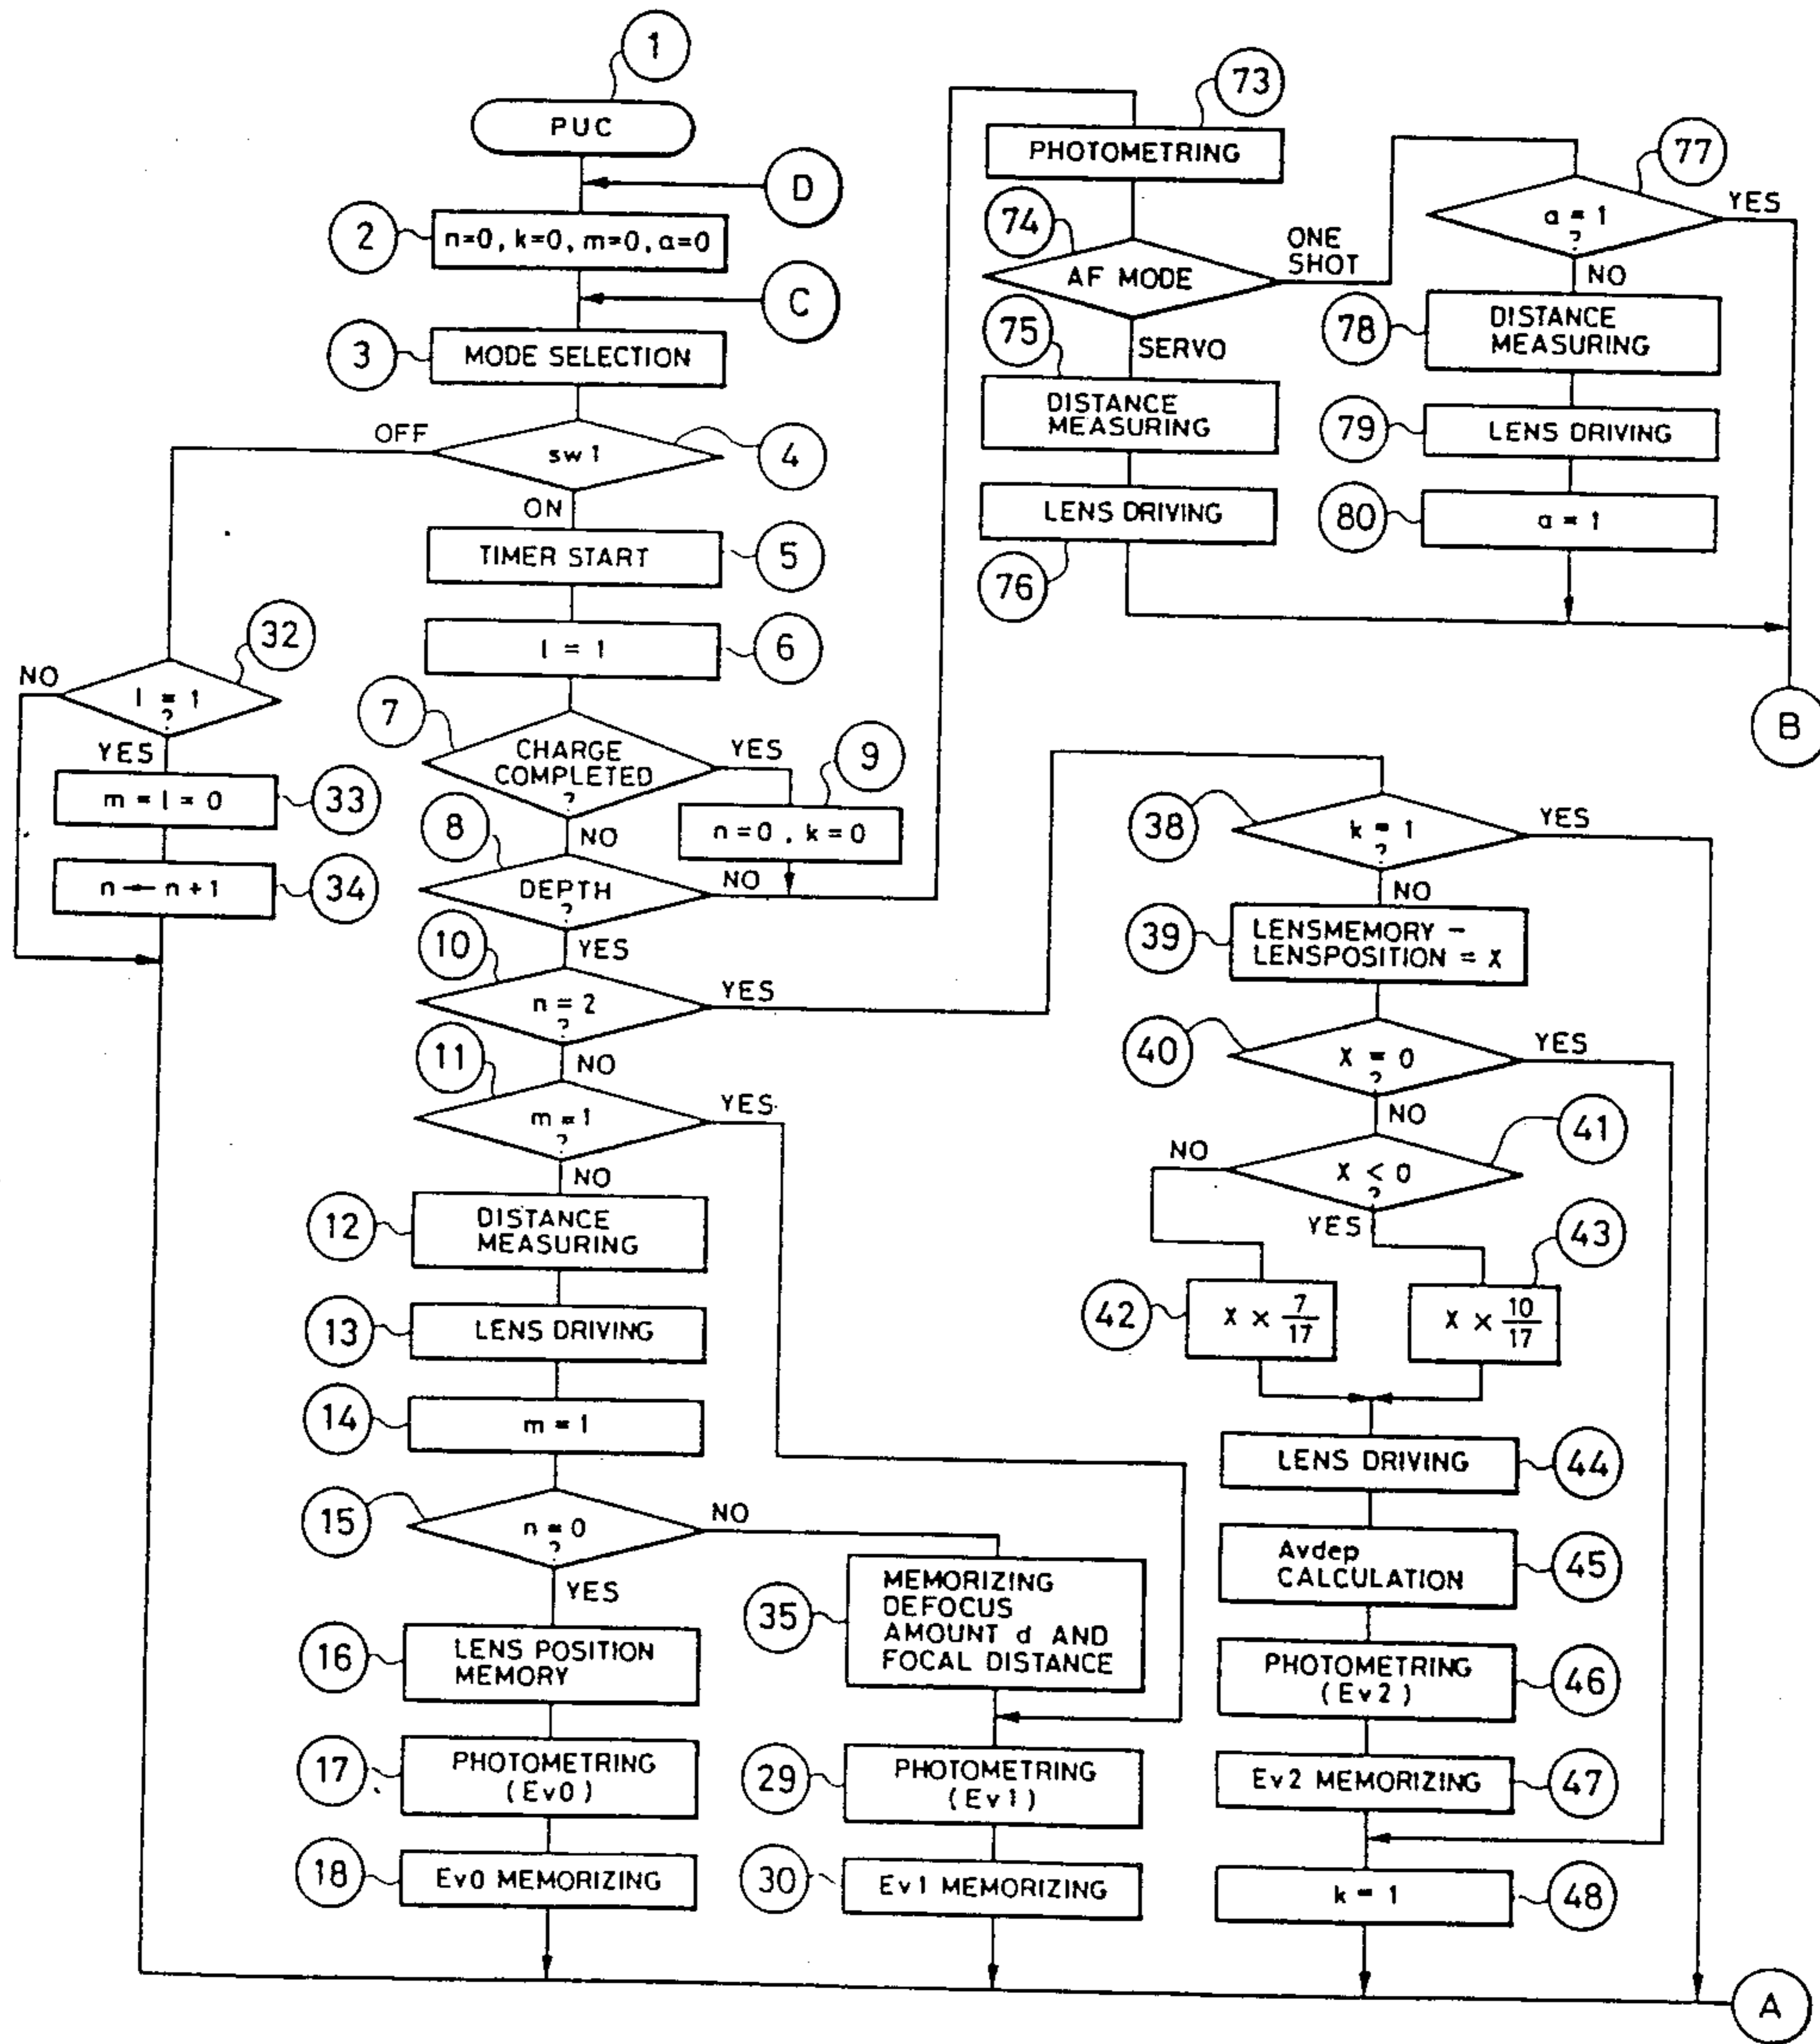 1
PUC
D
2
n=0, k=0, m=0, a=0
C
3
MODE SELECTION
OFF
sw1
4
ON
TIMER START
5
l = 1
6
32
NO
l = 1
?
YES
m = l = 0
33
n ← n + 1
34
7
CHARGE
COMPLETED
?
YES
9
n=0, k=0
NO
8
DEPTH
?
NO
YES
10
n = 2
?
YES
NO
11
m = 1
?
YES
NO
12
DISTANCE
MEASURING
13
LENS DRIVING
14
m = 1
15
n = 0
?
NO
YES
16
LENS POSITION
MEMORY
17
PHOTOMETRING
(Ev0)
18
Ev0 MEMORIZING
35
MEMORIZING
DEFOCUS
AMOUNT d AND
FOCAL DISTANCE
29
PHOTOMETRING
(Ev1)
30
Ev1 MEMORIZING
73
PHOTOMETRING
74
AF MODE
ONE
SHOT
75
SERVO
DISTANCE
MEASURING
LENS DRIVING
76
77
a = 1
?
YES
NO
78
DISTANCE
MEASURING
79
LENS DRIVING
80
a = 1
B
38
k = 1
?
YES
NO
39
LENSMEMORY –
LENSPOSITION = X
40
X = 0
?
YES
NO
41
NO
X < 0
?
YES
43
42
X × 7/17
X × 10/17
LENS DRIVING
44
Avdep
CALCULATION
45
PHOTOMETRING
(Ev2)
46
Ev2 MEMORIZING
47
k = 1
48
A